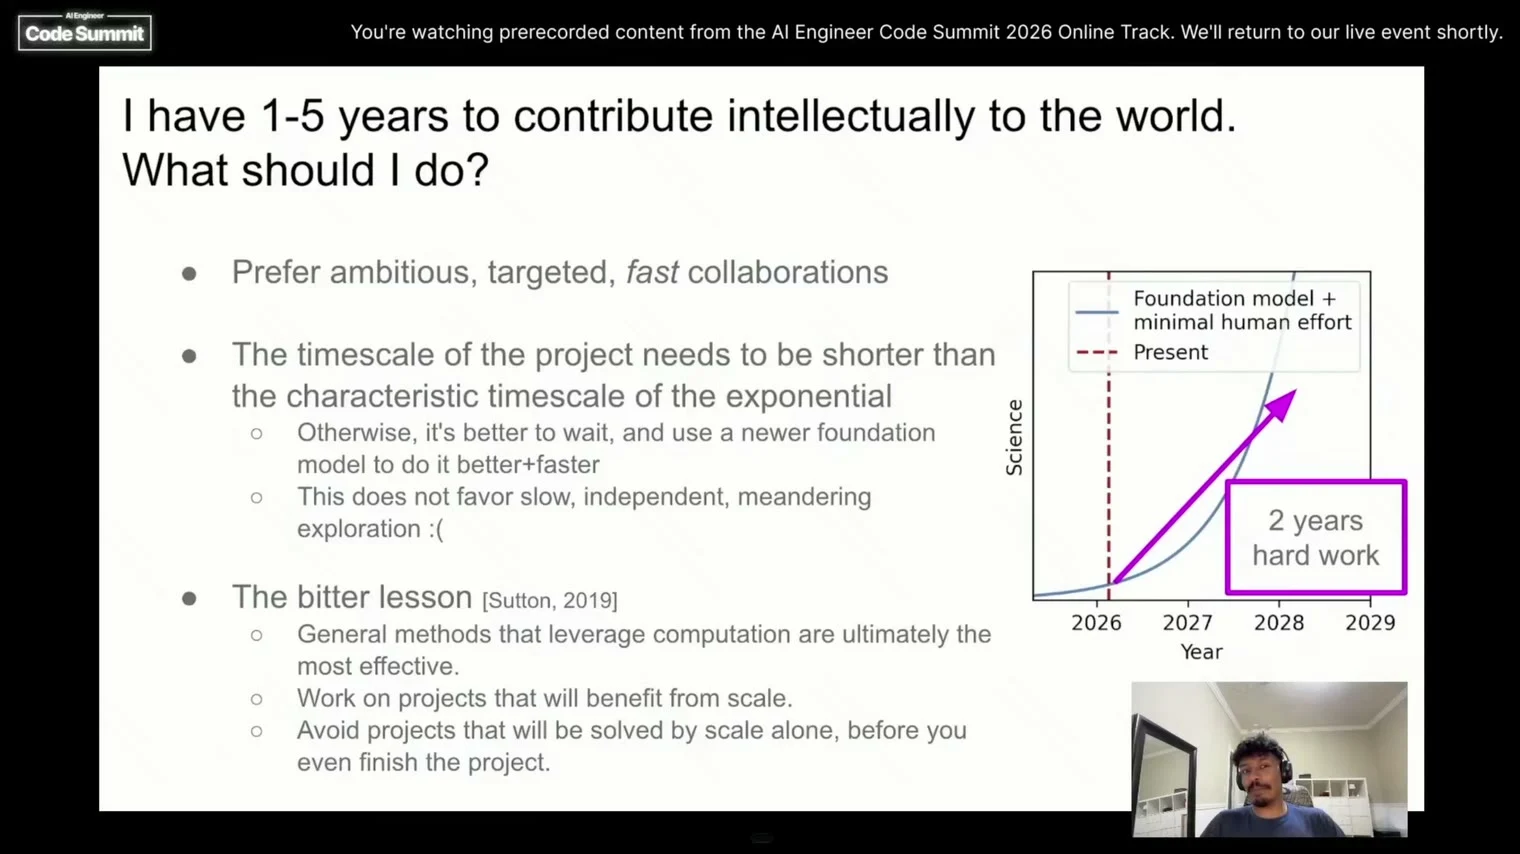 AI Engineer
Code Summit
You're watching prerecorded content from the AI Engineer Code Summit 2026 Online Track. We'll return to our live event shortly.
I have 1-5 years to contribute intellectually to the world.
What should I do?
● Prefer ambitious, targeted, fast collaborations
● The timescale of the project needs to be shorter than
the characteristic timescale of the exponential
○ Otherwise, it's better to wait, and use a newer foundation
model to do it better+faster
○ This does not favor slow, independent, meandering
exploration :(
● The bitter lesson [Sutton, 2019]
○ General methods that leverage computation are ultimately the
most effective.
○ Work on projects that will benefit from scale.
○ Avoid projects that will be solved by scale alone, before you
even finish the project.
Foundation model +
minimal human effort
Present
Science
2 years
hard work
2026 2027 2028 2029
Year